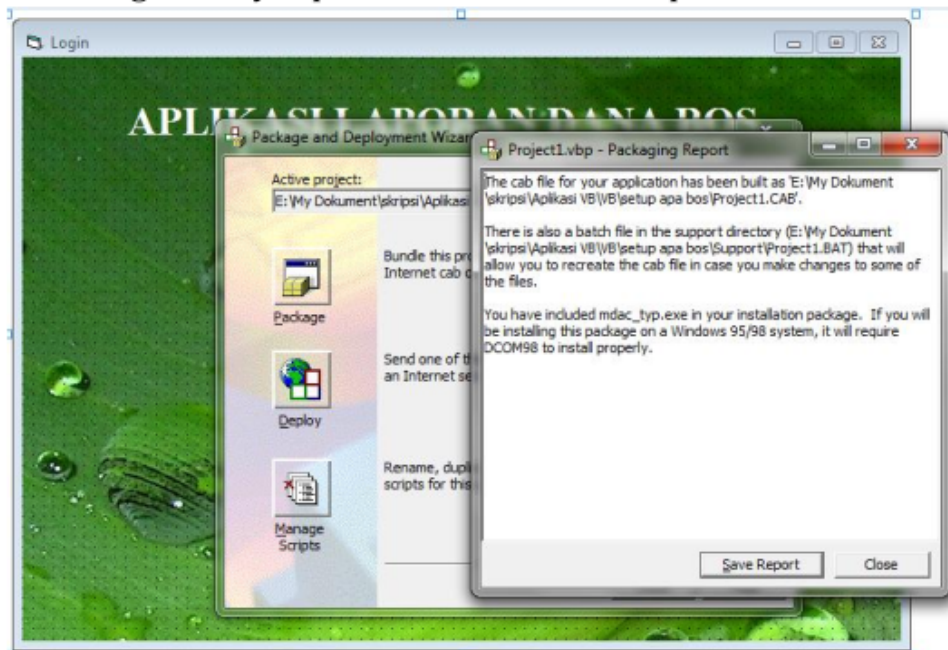 Login
APLIKASI LAPORAN DANA BOS
Package and Deployment Wizar
Active project:
E:\My Dokument\skripsi\Aplikasi
Bundle this pro
Internet cab
Package
Send one of
an Internet se
Deploy
Rename, dupl
scripts for this
Manage
Scripts
Project1.vbp - Packaging Report
The cab file for your application has been built as 'E:\My Dokument
\skripsi\Aplikasi VB\VB\setup apa bos\Project1.CAB'.
There is also a batch file in the support directory (E:\My Dokument
\skripsi\Aplikasi VB\VB\setup apa bos\Support\Project1.BAT) that will
allow you to recreate the cab file in case you make changes to some of
the files.
You have included mdac_typ.exe in your installation package.  If you will
be installing this package on a Windows 95/98 system, it will require
DCOM98 to install properly.
Save Report
Close